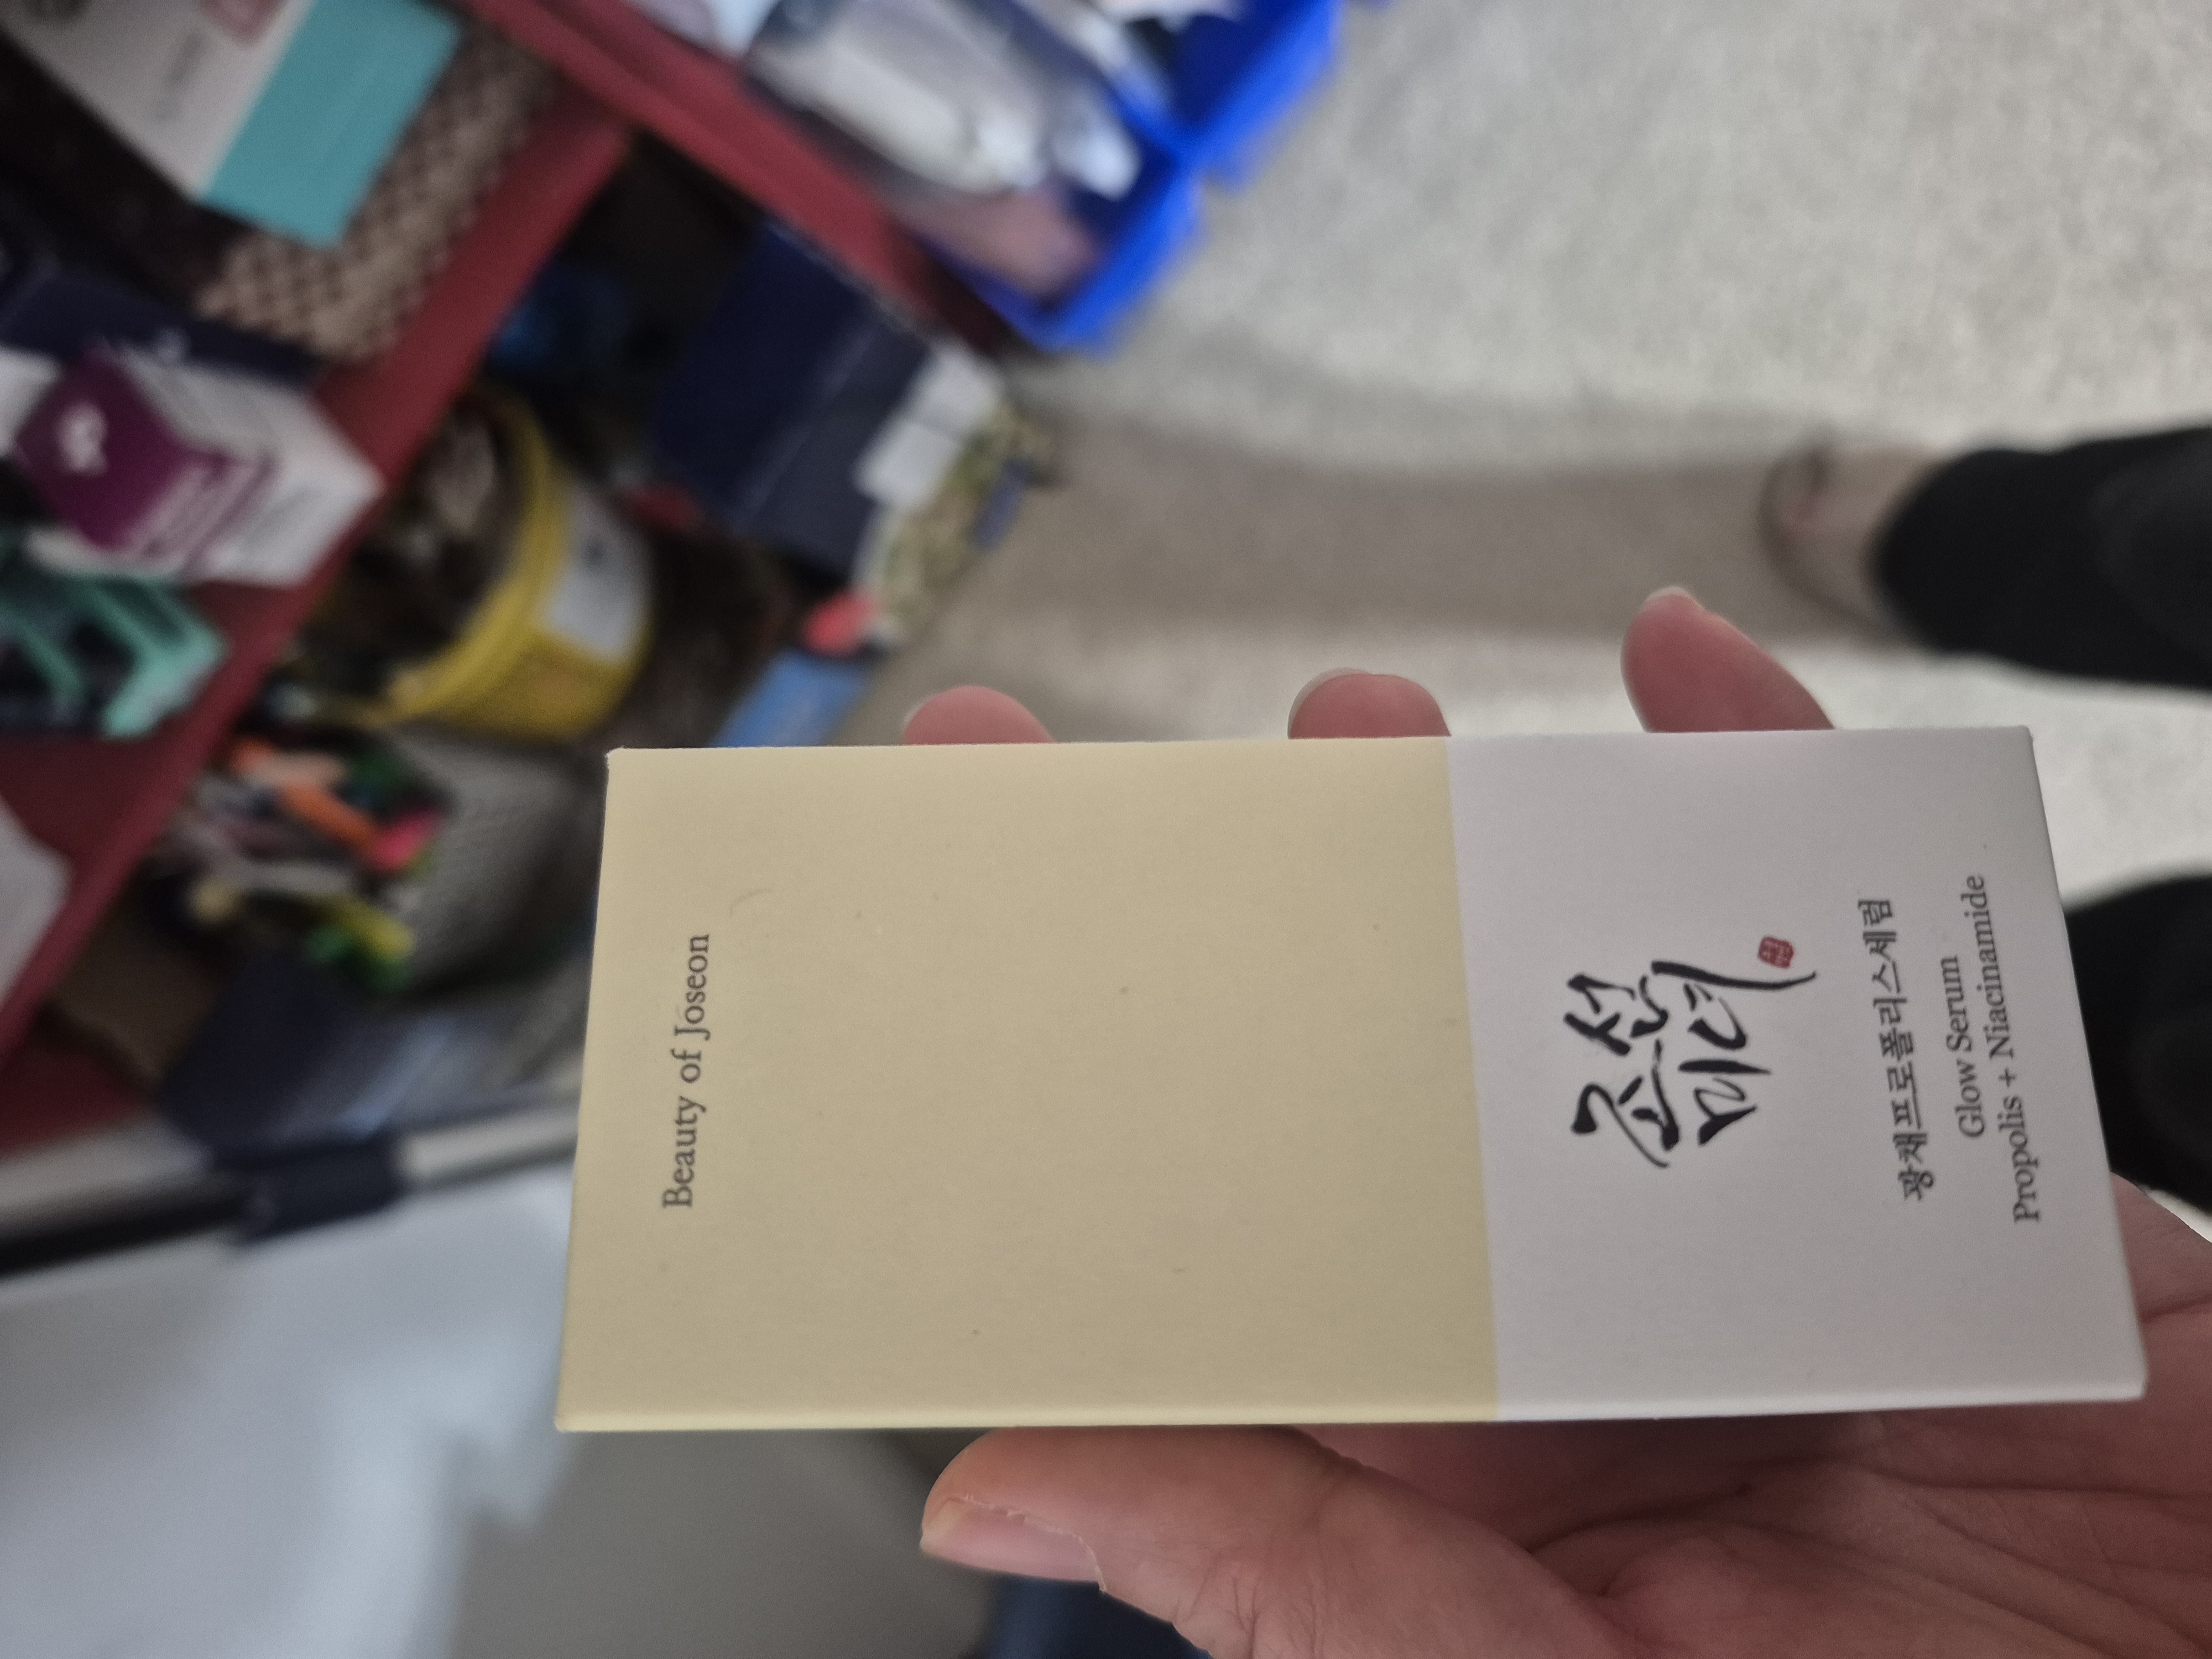 Beauty of Joseon
조선
미녀
광채프로폴리스세럼
Glow Serum
Propolis + Niacinamide